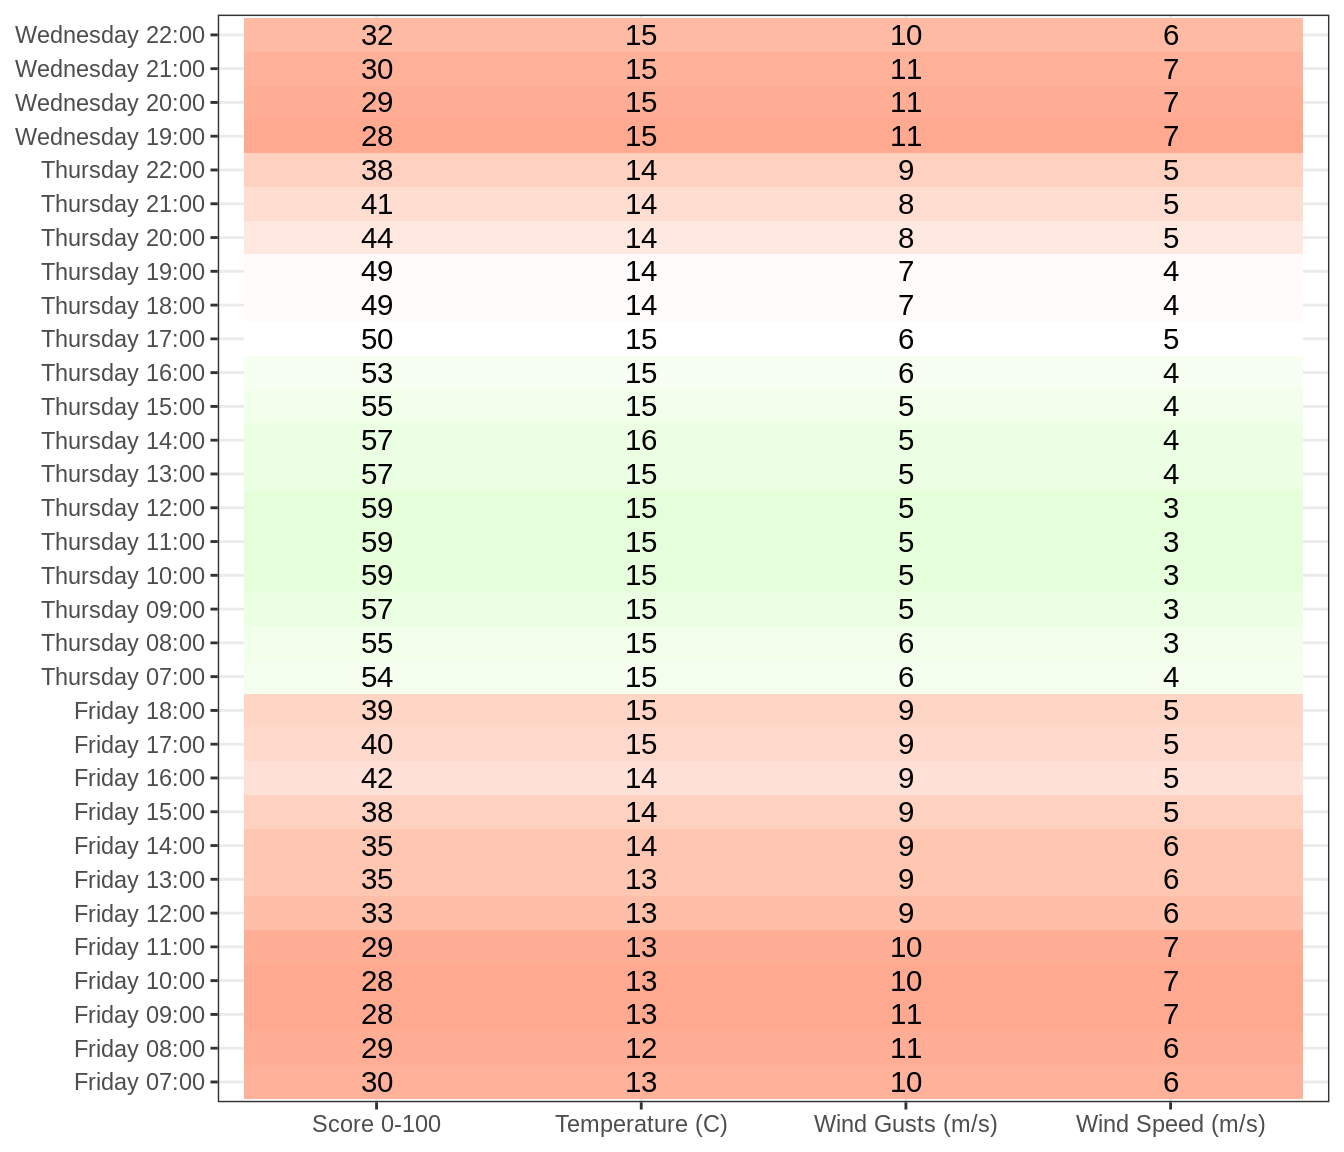 Wednesday 22:00 32 15 10 6
Wednesday 21:00 30 15 11 7
Wednesday 20:00 29 15 11 7
Wednesday 19:00 28 15 11 7
Thursday 22:00 38 14 9 5
Thursday 21:00 41 14 8 5
Thursday 20:00 44 14 8 5
Thursday 19:00 49 14 7 4
Thursday 18:00 49 14 7 4
Thursday 17:00 50 15 6 5
Thursday 16:00 53 15 6 4
Thursday 15:00 55 15 5 4
Thursday 14:00 57 16 5 4
Thursday 13:00 57 15 5 4
Thursday 12:00 59 15 5 3
Thursday 11:00 59 15 5 3
Thursday 10:00 59 15 5 3
Thursday 09:00 57 15 5 3
Thursday 08:00 55 15 6 3
Thursday 07:00 54 15 6 4
Friday 18:00 39 15 9 5
Friday 17:00 40 15 9 5
Friday 16:00 42 14 9 5
Friday 15:00 38 14 9 5
Friday 14:00 35 14 9 6
Friday 13:00 35 13 9 6
Friday 12:00 33 13 9 6
Friday 11:00 29 13 10 7
Friday 10:00 28 13 10 7
Friday 09:00 28 13 11 7
Friday 08:00 29 12 11 6
Friday 07:00 30 13 10 6
Score 0-100 Temperature (C) Wind Gusts (m/s) Wind Speed (m/s)